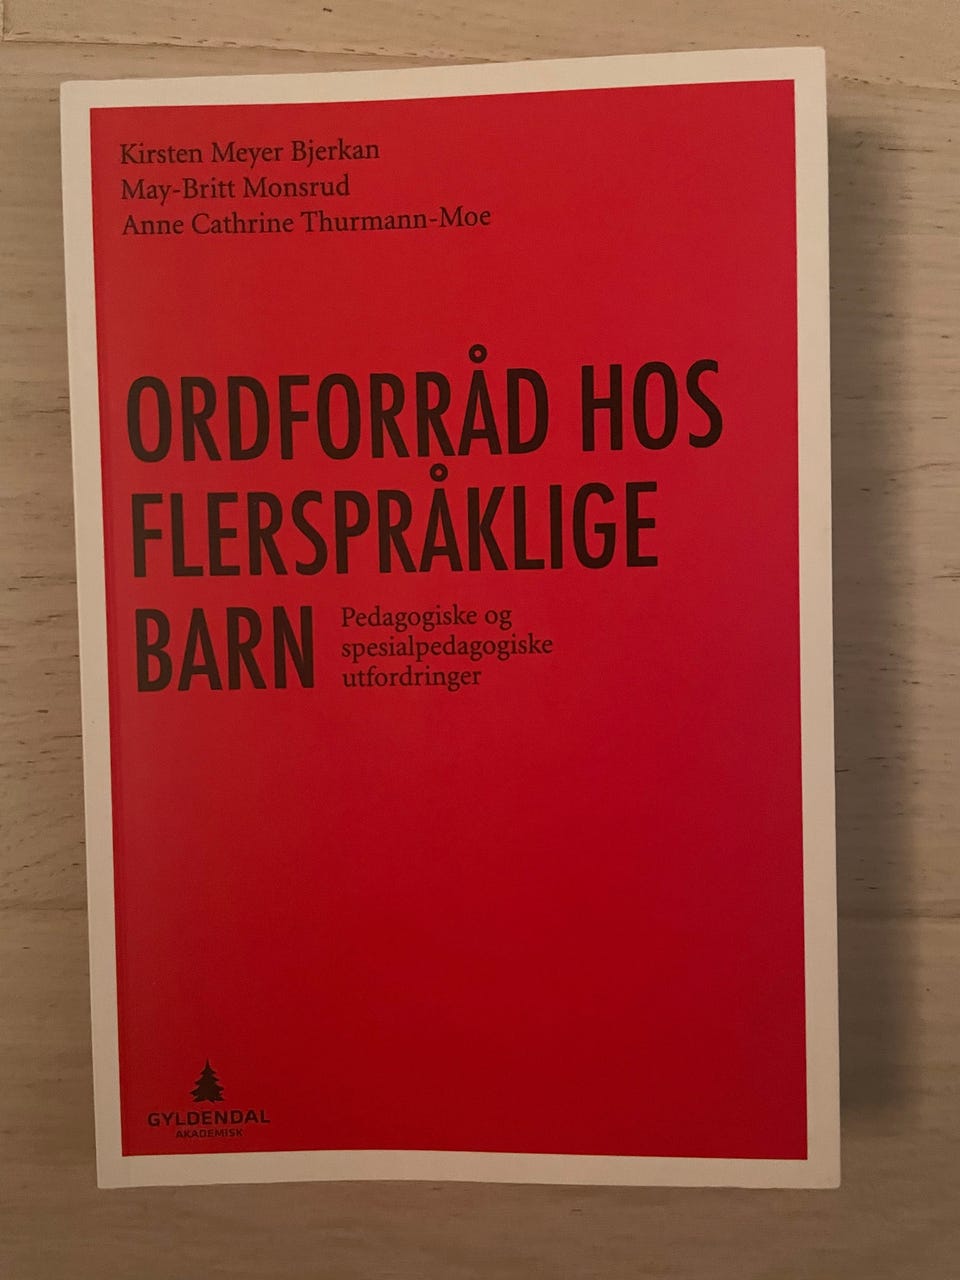 Kirsten Meyer Bjerkan
May-Britt Monsrud
Anne Cathrine Thurmann-Moe
ORDFORRÅD HOS
FLERSPRÅKLIGE
BARN
Pedagogiske og
spesialpedagogiske
utfordringer
GYLDENDAL
AKADEMISK